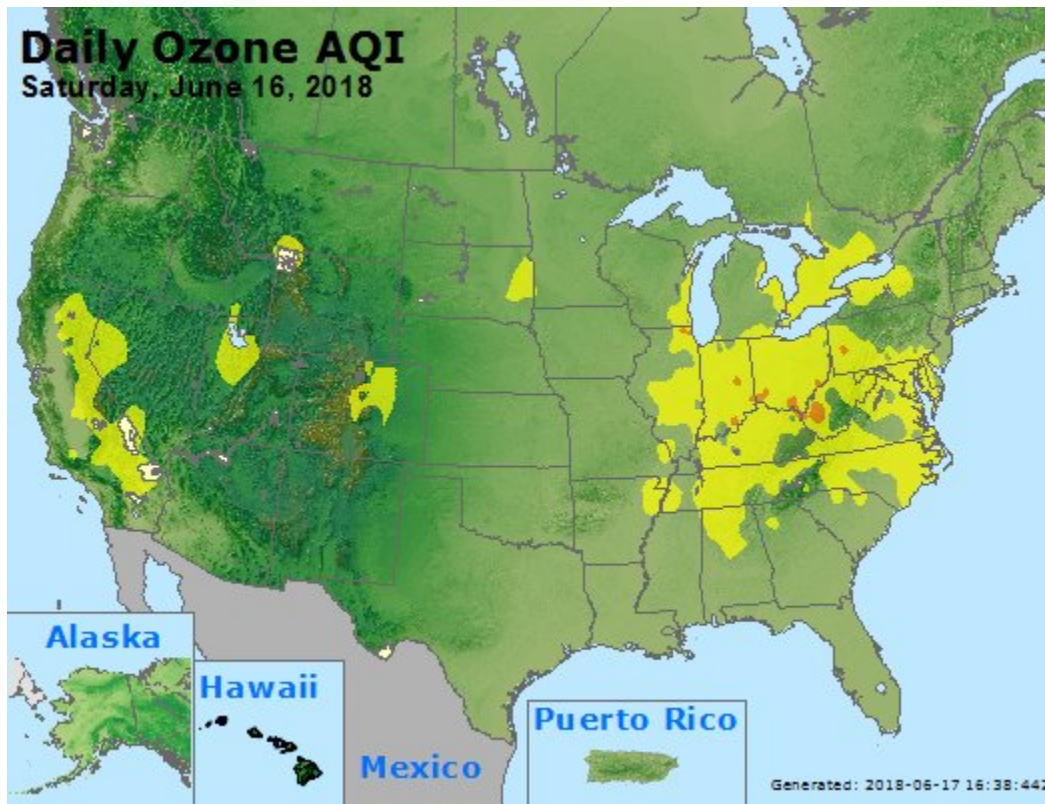 Daily Ozone AQI
Saturday, June 16, 2018
Alaska
Hawaii
Mexico
Puerto Rico
Generated: 2018-06-17 16:38:44Z